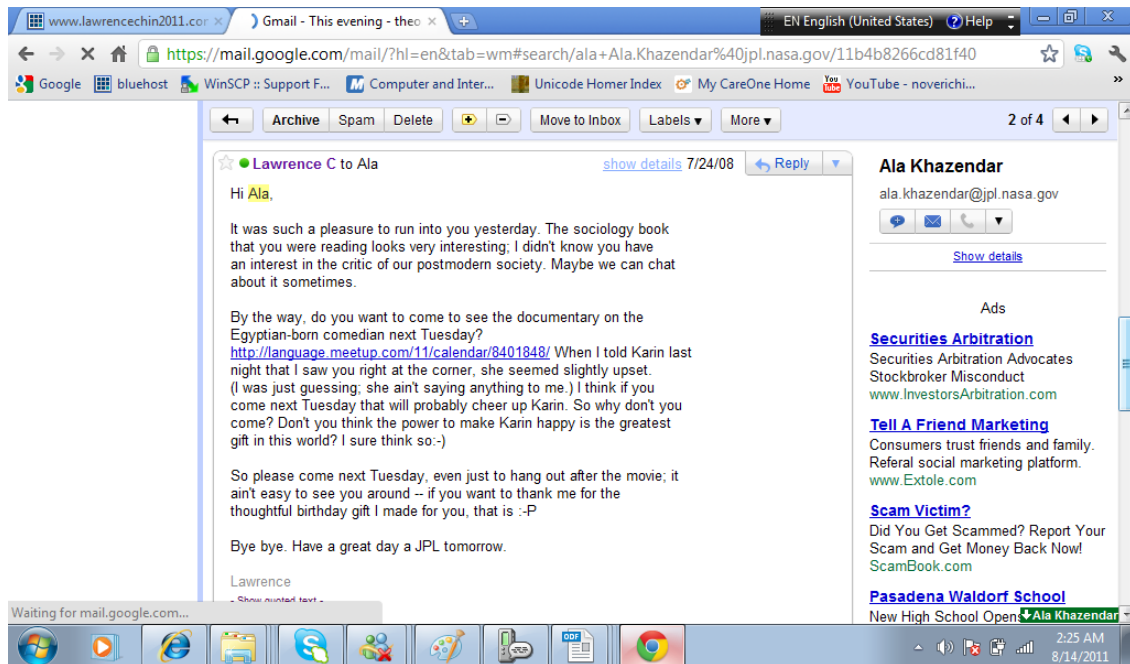 www.lawrencechin2011.cor
Gmail - This evening - theo
EN English (United States) Help
https://mail.google.com/mail/?hl=en&tab=wm#search/ala+Ala.Khazendar%40jpl.nasa.gov/11b4b8266cd81f40
Google bluehost WinSCP :: Support F... Computer and Inter... Unicode Homer Index My CareOne Home YouTube - noverichi... »
Archive Spam Delete Move to Inbox Labels ▾ More ▾ 2 of 4
Lawrence C to Ala show details 7/24/08 Reply
Hi Ala,
It was such a pleasure to run into you yesterday. The sociology book
that you were reading looks very interesting; I didn't know you have
an interest in the critic of our postmodern society. Maybe we can chat
about it sometimes.
By the way, do you want to come to see the documentary on the
Egyptian-born comedian next Tuesday?
http://language.meetup.com/11/calendar/8401848/ When I told Karin last
night that I saw you right at the corner, she seemed slightly upset.
(I was just guessing; she ain't saying anything to me.) I think if you
come next Tuesday that will probably cheer up Karin. So why don't you
come? Don't you think the power to make Karin happy is the greatest
gift in this world? I sure think so:-)
So please come next Tuesday, even just to hang out after the movie; it
ain't easy to see you around -- if you want to thank me for the
thoughtful birthday gift I made for you, that is :-P
Bye bye. Have a great day a JPL tomorrow.
Lawrence
- Show quoted text -
Ala Khazendar
ala.khazendar@jpl.nasa.gov
Show details
Ads
Securities Arbitration
Securities Arbitration Advocates
Stockbroker Misconduct
www.InvestorsArbitration.com
Tell A Friend Marketing
Consumers trust friends and family.
Referal social marketing platform.
www.Extole.com
Scam Victim?
Did You Get Scammed? Report Your
Scam and Get Money Back Now!
ScamBook.com
Pasadena Waldorf School
New High School Opens
Ala Khazendar
Waiting for mail.google.com...
ODF
2:25 AM
8/14/2011